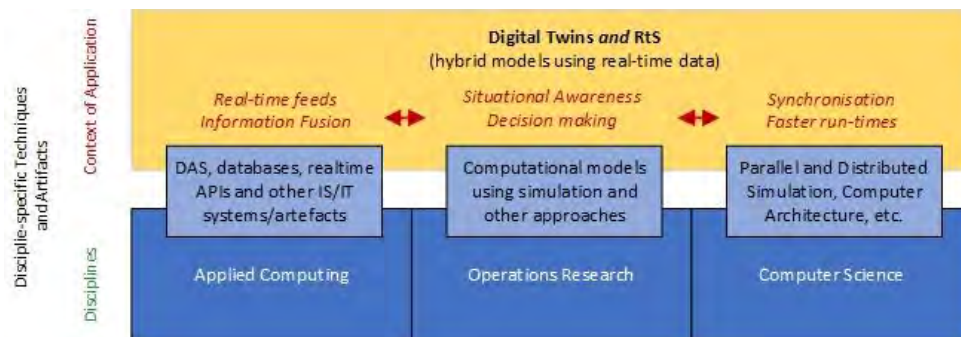 Disciple-specific Techniques
and Artifacts
Context of Application
Disciplines
Digital Twins and RtS
(hybrid models using real-time data)
Real-time feeds
Information Fusion
Situational Awareness
Decision making
Synchronisation
Faster run-times
DAS, databases, realtime
APIs and other IS/IT
systems/artefacts
Computational models
using simulation and
other approaches
Parallel and Distributed
Simulation, Computer
Architecture, etc.
Applied Computing
Operations Research
Computer Science